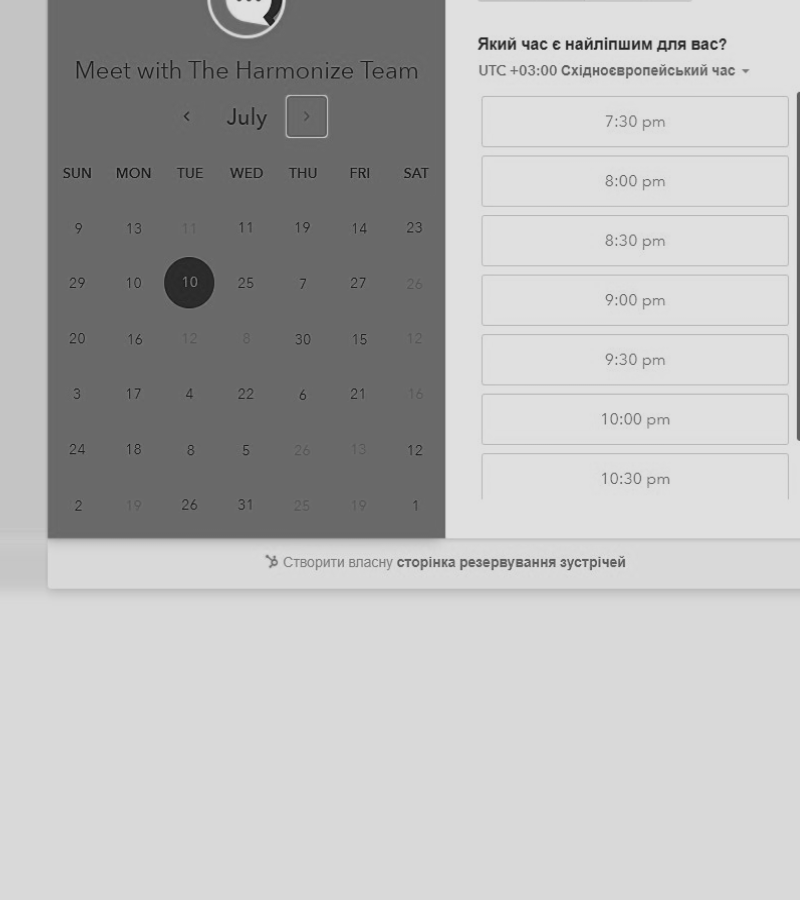 Meet with The Harmonize Team
July
SUN MON TUE WED THU FRI SAT
9 13 11 11 19 14 23
29 10 10 25 7 27 26
20 16 12 8 30 15 12
3 17 4 22 6 21 16
24 18 8 5 26 13 12
2 19 26 31 25 19 1
Який час є найліпшим для вас?
UTC +03:00 Східноєвропейський час
7:30 pm
8:00 pm
8:30 pm
9:00 pm
9:30 pm
10:00 pm
10:30 pm
Створити власну сторінка резервування зустрічей